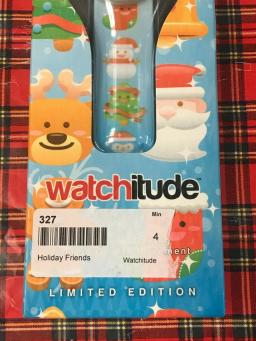 watchitude
327
Min
4
Holiday Friends
Watchitude
LIMITED EDITION